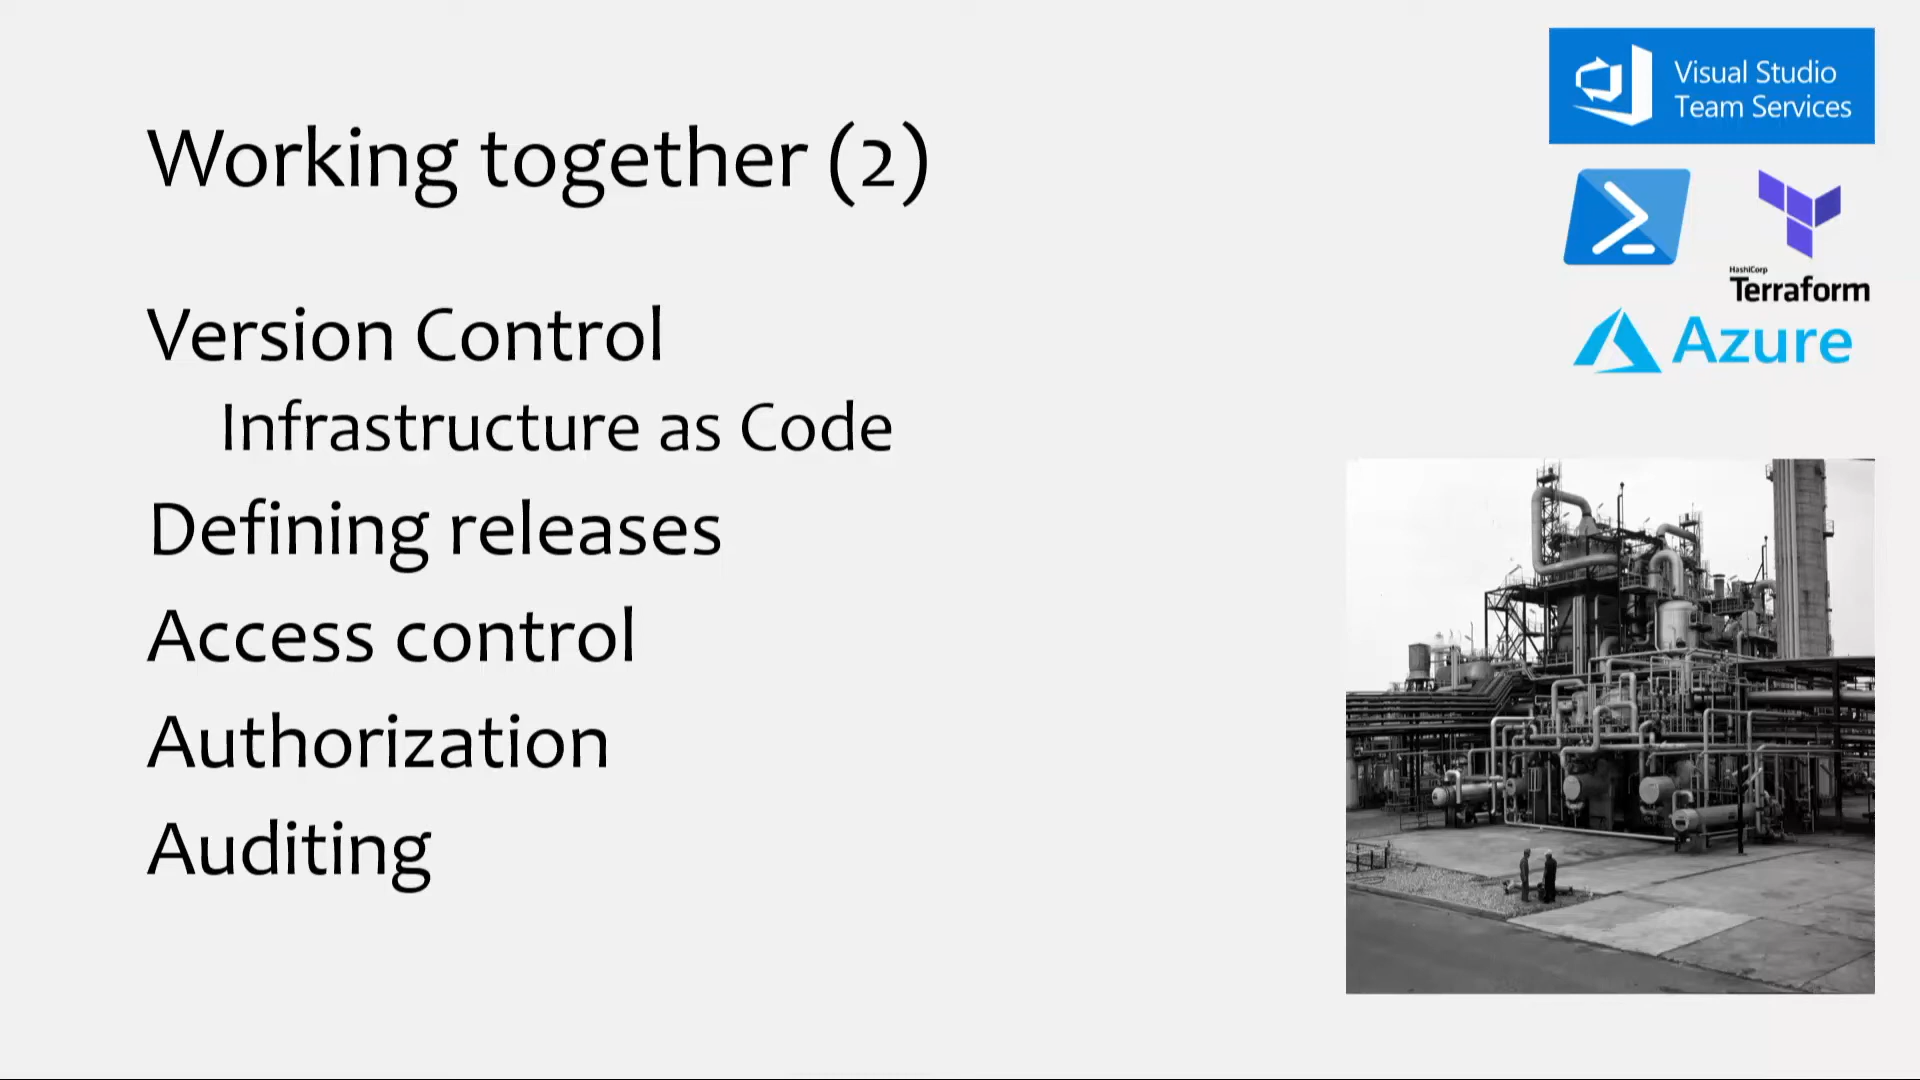 Working together (2)
Version Control
Infrastructure as Code
Defining releases
Access control
Authorization
Auditing
Visual Studio
Team Services
HashiCorp
Terraform
Azure